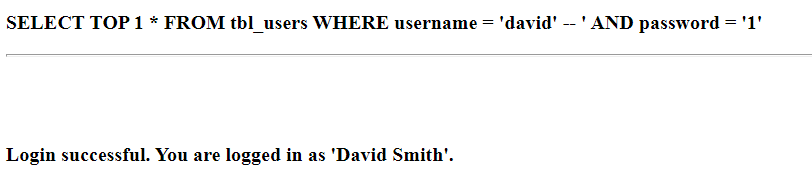 SELECT TOP 1 * FROM tbl_users WHERE username = 'david' -- ' AND password = '1'
Login successful. You are logged in as 'David Smith'.